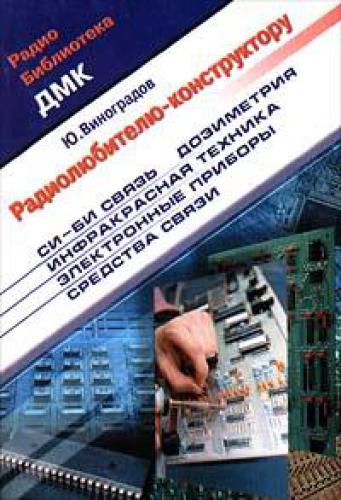 Радио
Библиотека
ДМК
Ю.Виноградов
Радиолюбителю-конструктору
СИ-БИ СВЯЗЬ ДОЗИМЕТРИЯ
ИНФРАКРАСНАЯ ТЕХНИКА
ЭЛЕКТРОННЫЕ ПРИБОРЫ
СРЕДСТВА СВЯЗИ